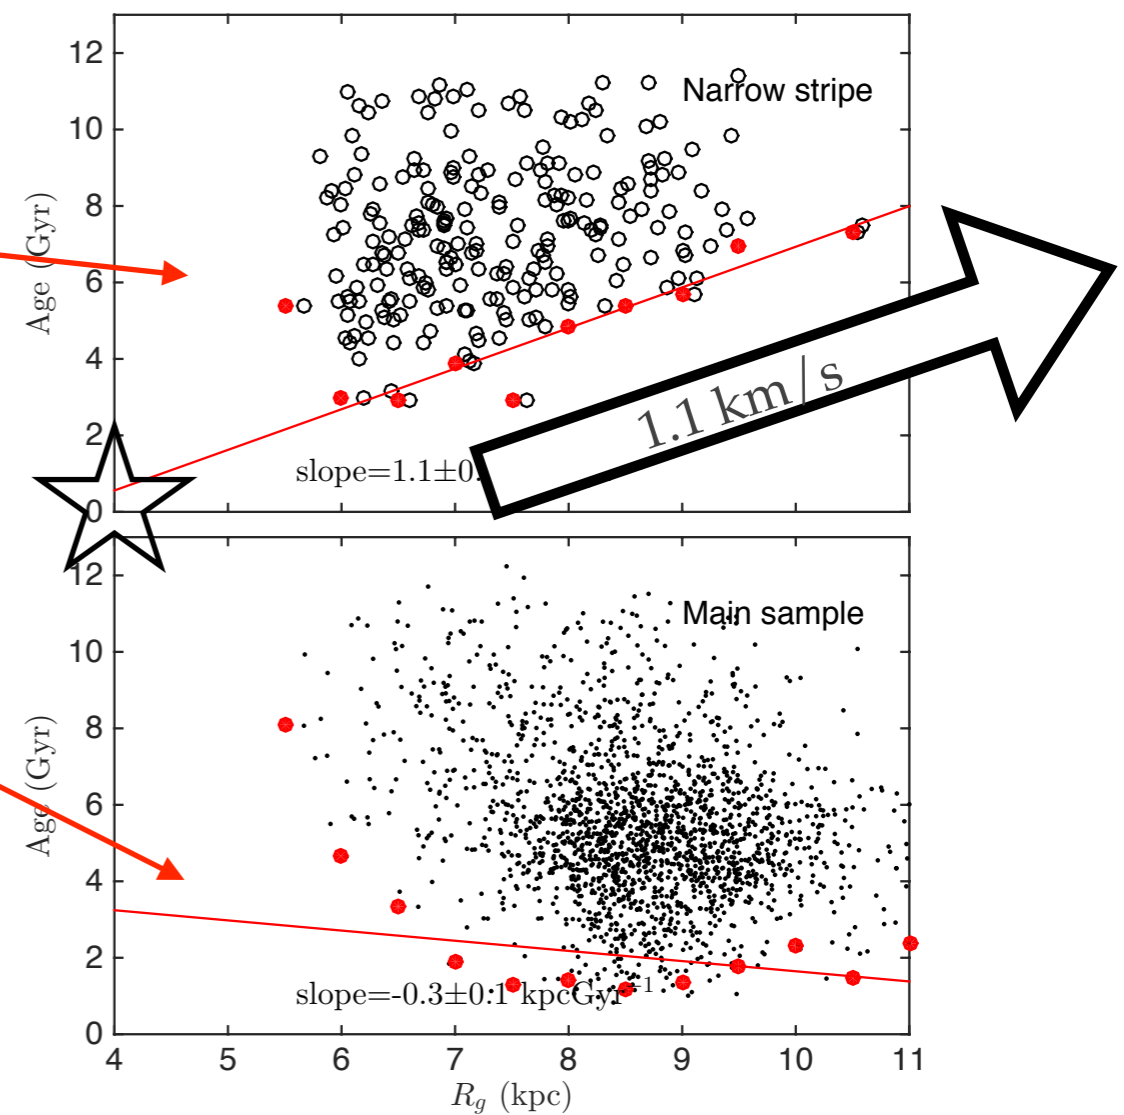 12
10
8
6
4
2
0
Age (Gyr)
Narrow stripe
1.1 km/s
slope=1.1±0.
12
10
8
6
4
2
0
Age (Gyr)
Main sample
slope=-0.3±0.1 kpcGyr⁻¹
4 5 6 7 8 9 10 11
R_g (kpc)